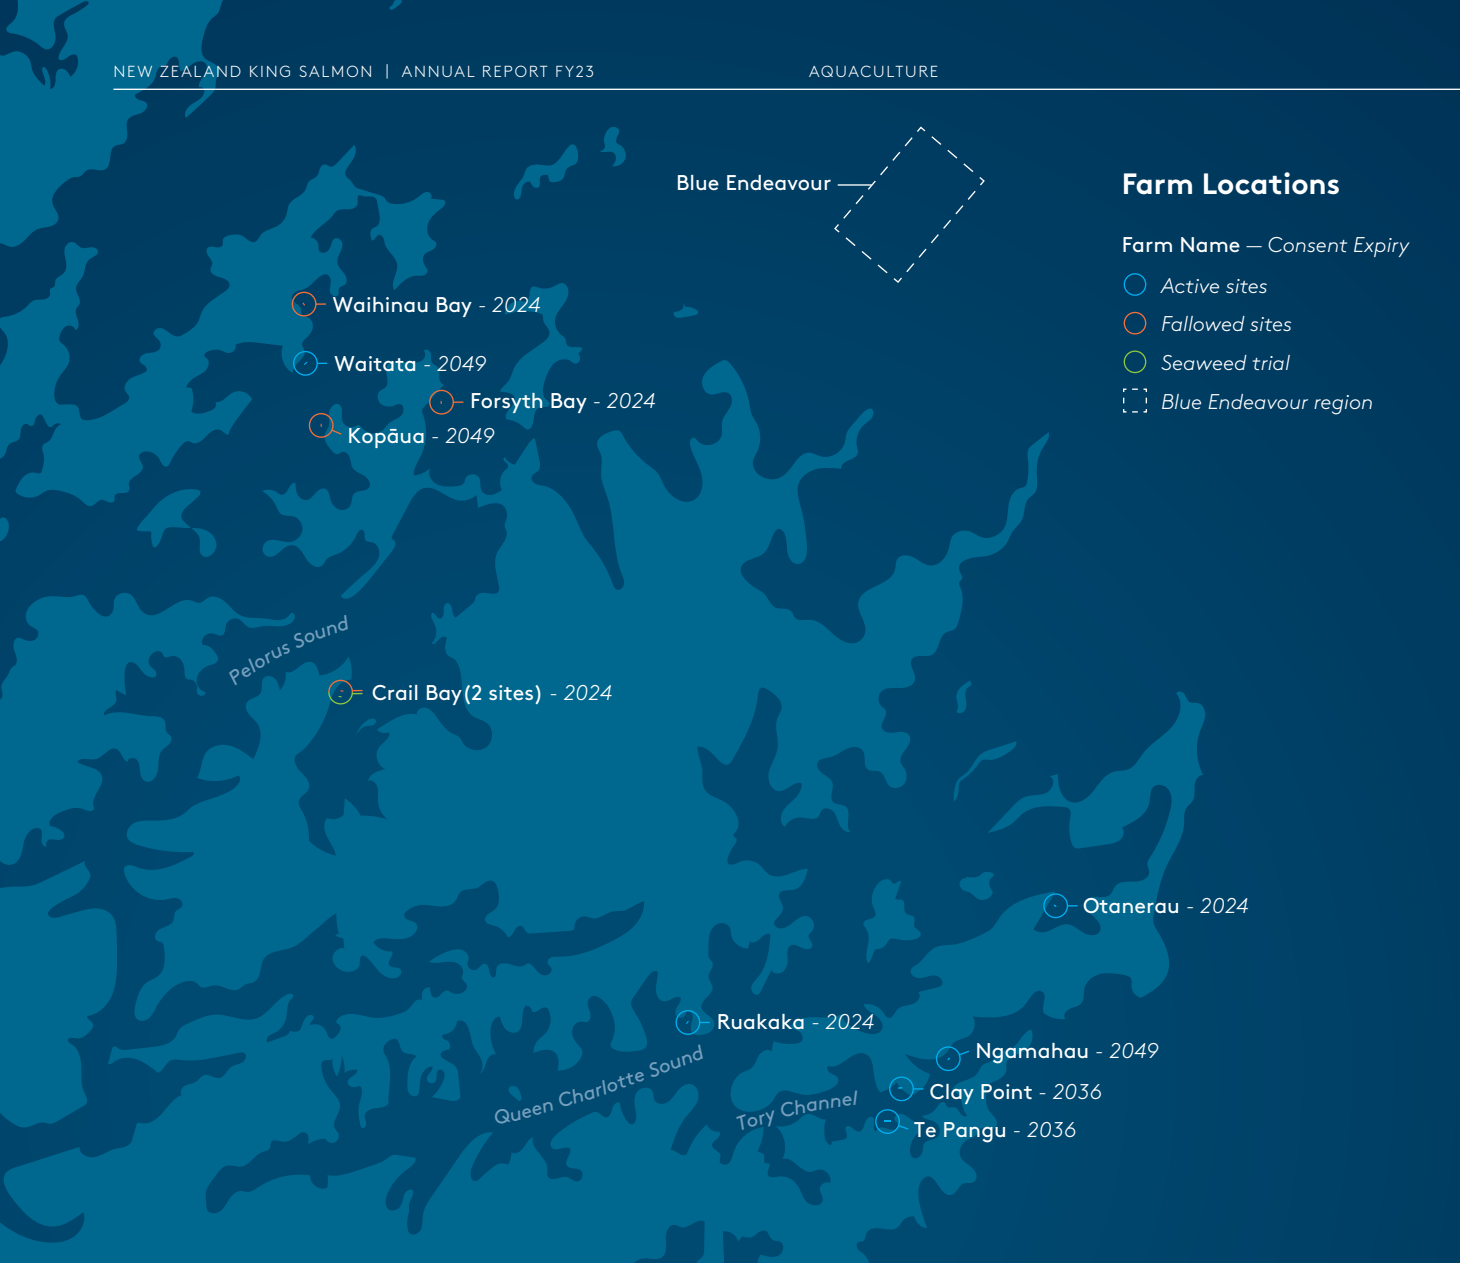 NEW ZEALAND KING SALMON | ANNUAL REPORT FY23
AQUACULTURE
Blue Endeavour
Farm Locations
Farm Name — Consent Expiry
Active sites
Fallowed sites
Seaweed trial
Blue Endeavour region
Waihinau Bay - 2024
Waitata - 2049
Forsyth Bay - 2024
Kopāua - 2049
Pelorus Sound
Crail Bay(2 sites) - 2024
Otanerau - 2024
Ruakaka - 2024
Ngamahau - 2049
Queen Charlotte Sound
Clay Point - 2036
Tory Channel
Te Pangu - 2036